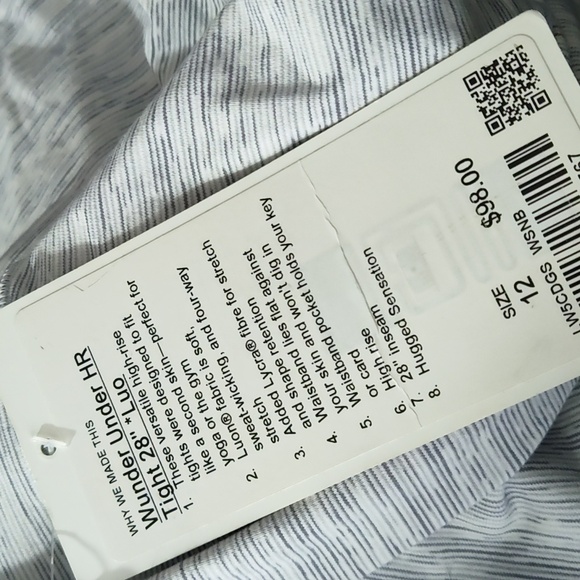 WHY WE MADE THIS
Wunder Under HR
Tight 28" * Luo
1. These versatile high-rise
tights were designed to fit
like a second skin—perfect for
yoga or the gym
2. Luon® fabric is soft,
sweat-wicking, and four-way
stretch
3. Added Lycra® fibre for stretch
and shape retention
4. Waistband lies flat against
your skin and won't dig in
5. Waistband pocket holds your key
or card
6. High rise
7. 28" inseam
8. Hugged Sensation
SIZE
12
$98.00
LW5CDGS WSNB